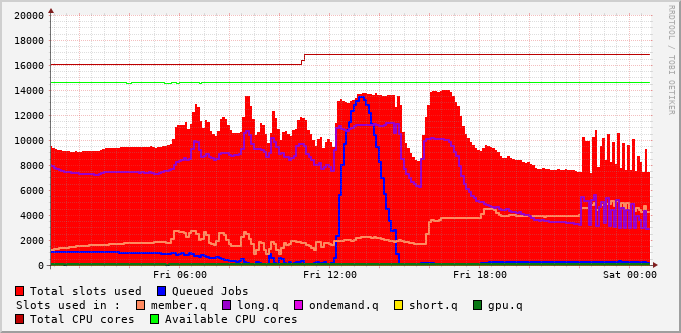 20000
18000
16000
14000
12000
10000
8000
6000
4000
2000
0
Fri 06:00 Fri 12:00 Fri 18:00 Sat 00:00
RRDTOOL / TOBI OETIKER
Total slots used Queued Jobs
Slots used in : member.q long.q ondemand.q short.q gpu.q
Total CPU cores Available CPU cores